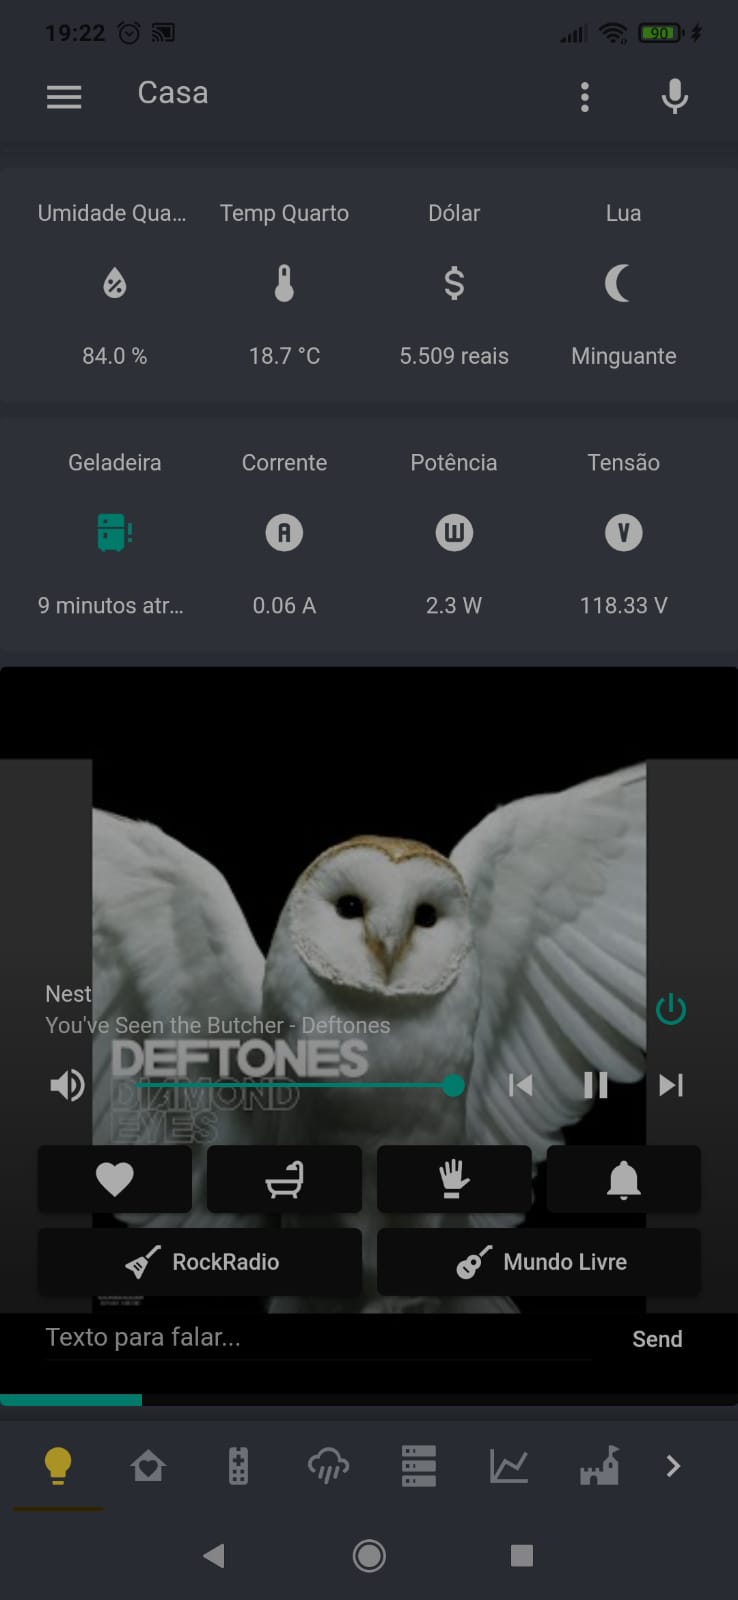 19:22
90
Casa
Umidade Qua... Temp Quarto Dólar Lua
84.0 % 18.7 °C 5.509 reais Minguante
Geladeira Corrente Potência Tensão
A W V
9 minutos atr... 0.06 A 2.3 W 118.33 V
Nest
You've Seen the Butcher - Deftones
DEFTONES
DIAMOND
EYES
RockRadio Mundo Livre
Texto para falar... Send